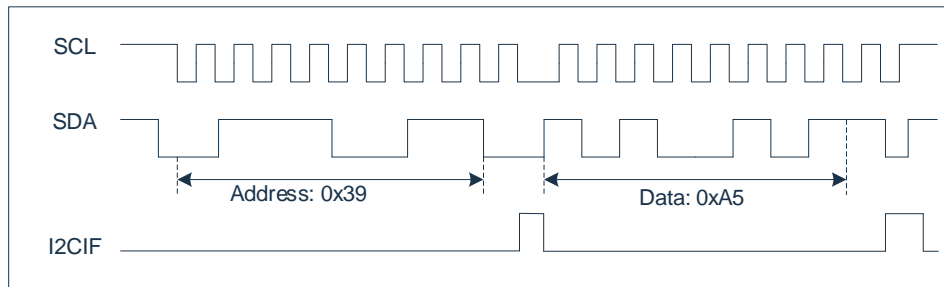 SCL
SDA
Address: 0x39
Data: 0xA5
I2CIF